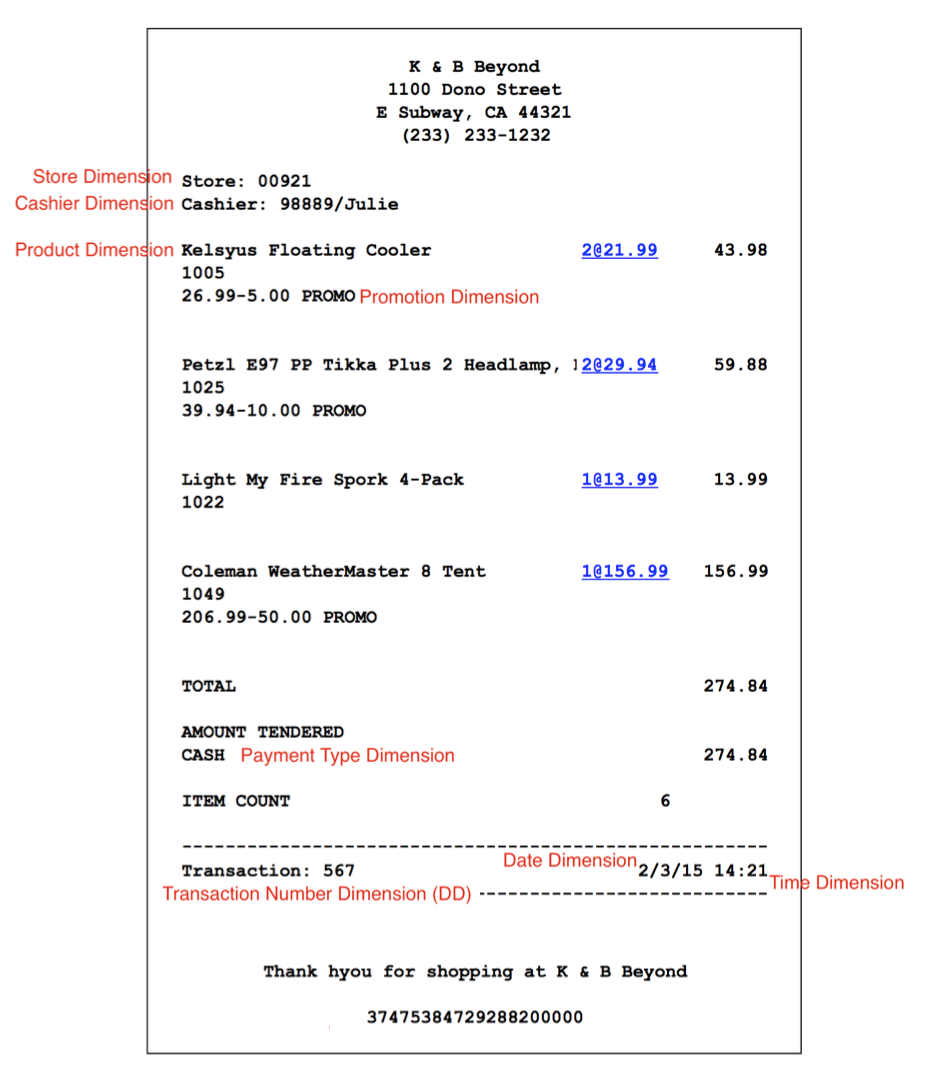 K & B Beyond
1100 Dono Street
E Subway, CA 44321
(233) 233-1232
Store Dimension Store: 00921
Cashier Dimension Cashier: 98889/Julie
Product Dimension Kelsyus Floating Cooler 2@21.99 43.98
1005
26.99-5.00 PROMO Promotion Dimension
Petzl E97 PP Tikka Plus 2 Headlamp, 2@29.94 59.88
1025
39.94-10.00 PROMO
Light My Fire Spork 4-Pack 1@13.99 13.99
1022
Coleman WeatherMaster 8 Tent 1@156.99 156.99
1049
206.99-50.00 PROMO
TOTAL 274.84
AMOUNT TENDERED
CASH Payment Type Dimension 274.84
ITEM COUNT 6
Transaction: 567 Date Dimension 2/3/15 14:21
Transaction Number Dimension (DD) Time Dimension
Thank hyou for shopping at K & B Beyond
37475384729288200000